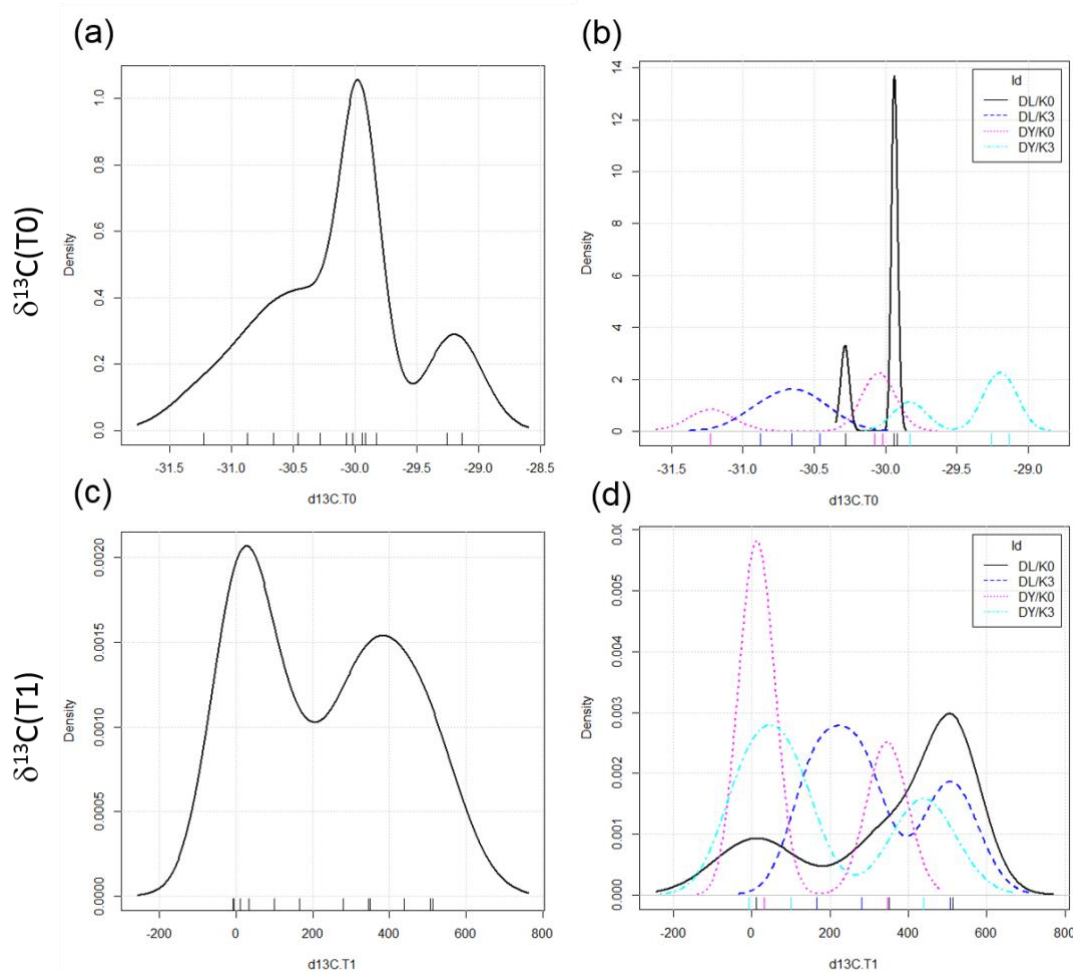 (a)
δ¹³C(T0)
Density
0.0
0.2
0.4
0.6
0.8
1.0
-31.5
-31.0
-30.5
-30.0
-29.5
-29.0
-28.5
d13C.T0
(b)
Density
0
2
4
6
8
10
12
14
Id
DL/K0
DL/K3
DY/K0
DY/K3
-31.5
-31.0
-30.5
-30.0
-29.5
-29.0
d13C.T0
(c)
δ¹³C(T1)
Density
0.0000
0.0005
0.0010
0.0015
0.0020
-200
0
200
400
600
800
d13C.T1
(d)
Density
0.000
0.001
0.002
0.003
0.004
0.005
Id
DL/K0
DL/K3
DY/K0
DY/K3
-200
0
200
400
600
800
d13C.T1